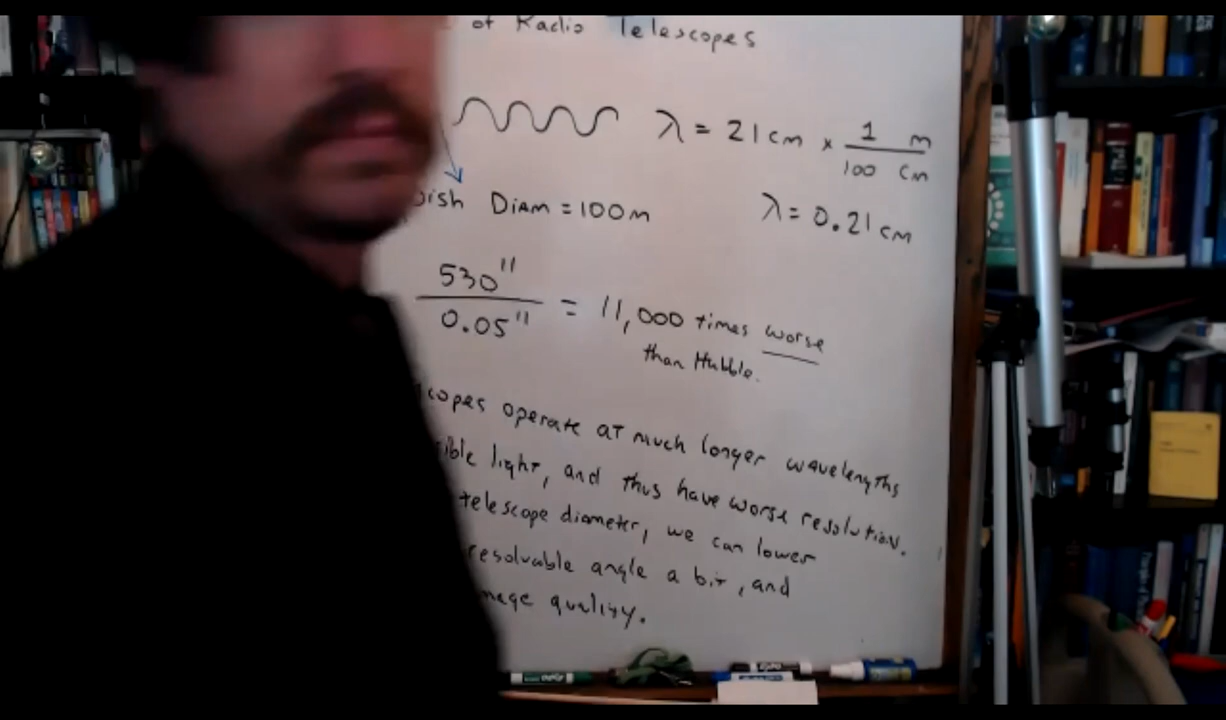 of Radio Telescopes
λ = 21 cm × 1 m / 100 cm
Dish Diam = 100m
λ = 0.21 cm
530" / 0.05" = 11,000 times worse
than Hubble.
copes operate at much longer wavelengths
ible light, and thus have worse resolution.
telescope diameter, we can lower
resolvable angle a bit, and
mage quality.